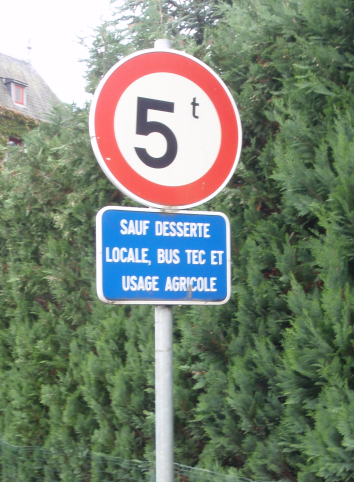 5t
SAUF DESSERTE
LOCALE, BUS TEC ET
USAGE AGRICOLE